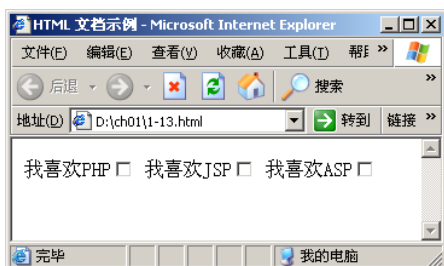 HTML 文档示例 - Microsoft Internet Explorer
文件(F) 编辑(E) 查看(V) 收藏(A) 工具(T) »
后退 搜索 »
地址(D) D:\ch01\1-13.html 转到 链接 »
我喜欢PHP 我喜欢JSP 我喜欢ASP
完毕 我的电脑